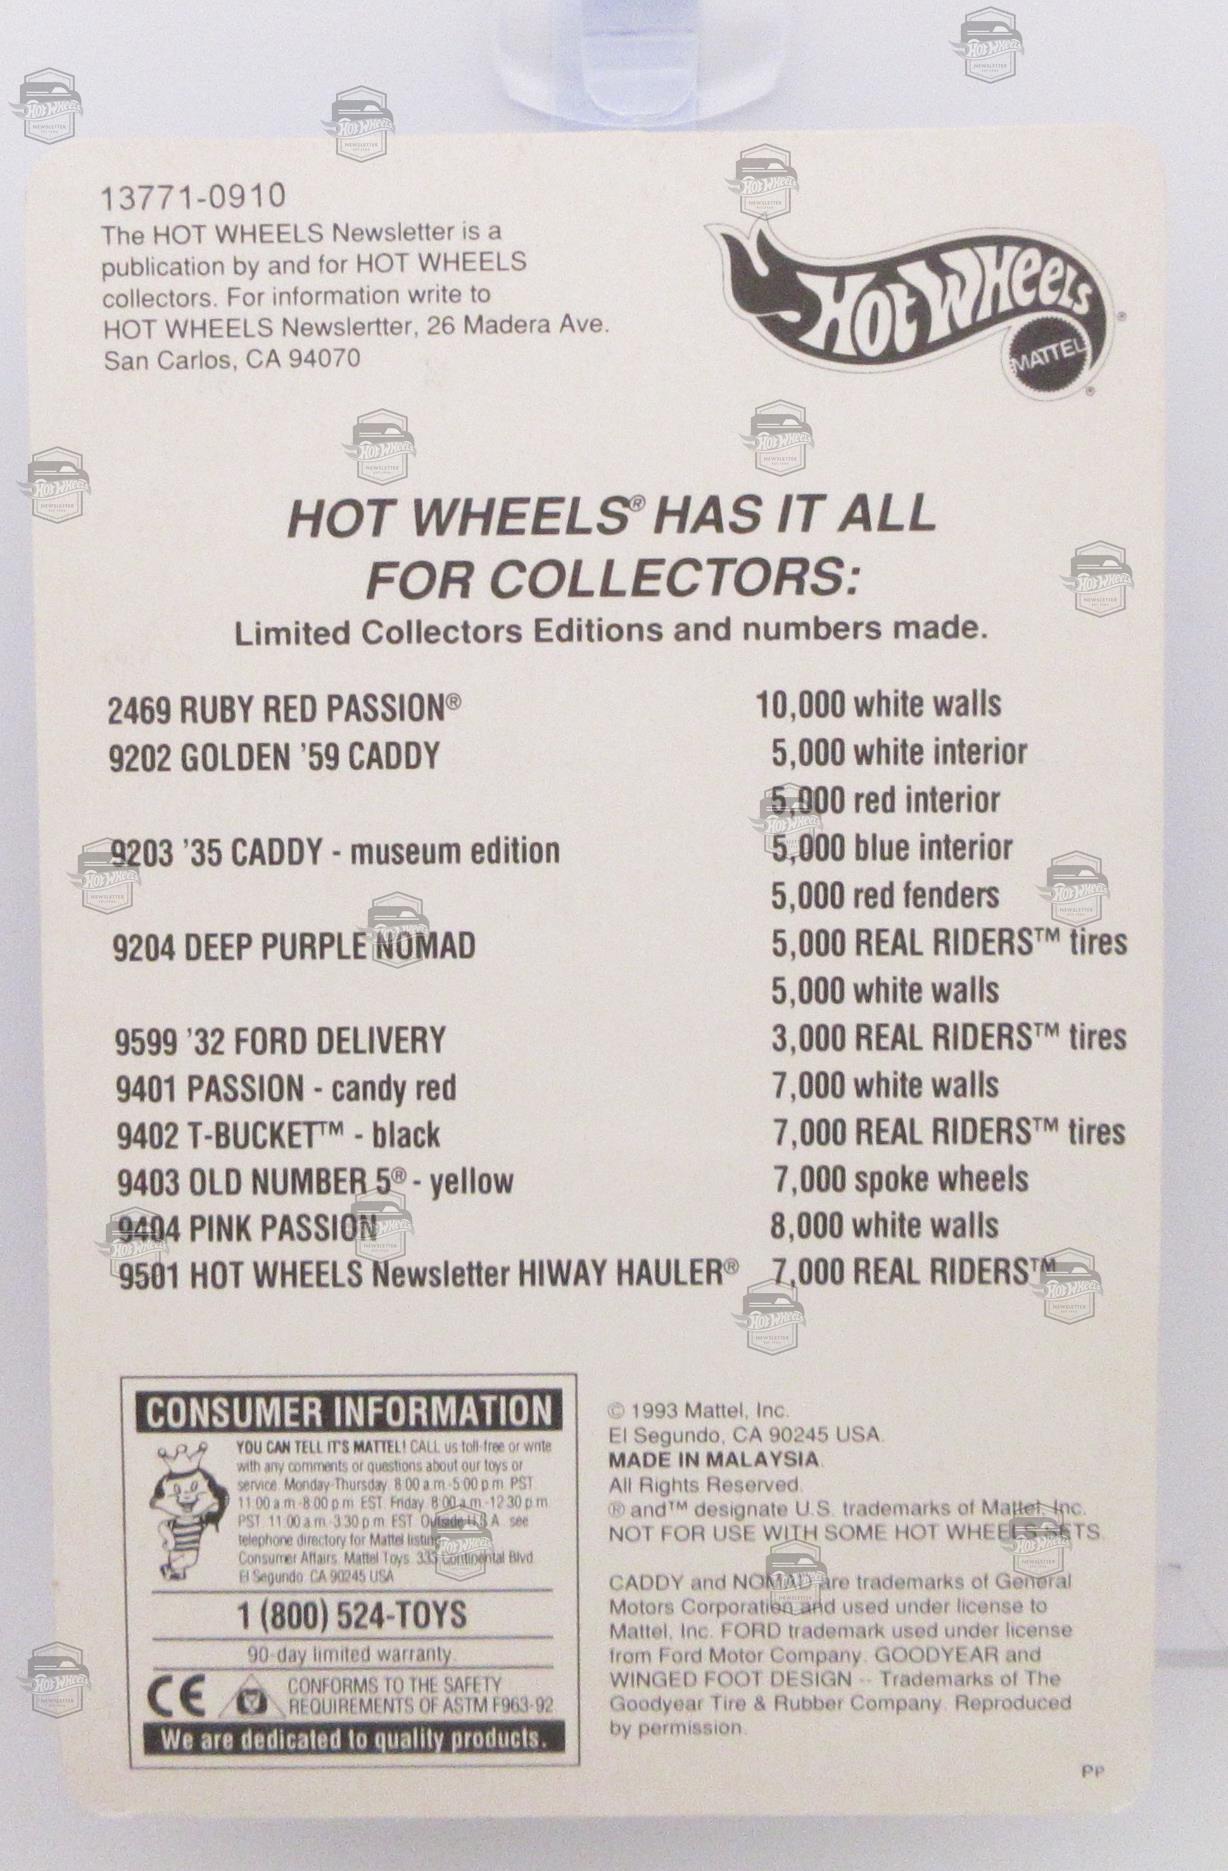 13771-0910
The HOT WHEELS Newsletter is a
publication by and for HOT WHEELS
collectors. For information write to
HOT WHEELS Newslertter, 26 Madera Ave.
San Carlos, CA 94070
HOT WHEELS
®
MATTEL
®
HOT WHEELS® HAS IT ALL
FOR COLLECTORS:
Limited Collectors Editions and numbers made.
2469 RUBY RED PASSION® 10,000 white walls
9202 GOLDEN '59 CADDY 5,000 white interior
5,000 red interior
9203 '35 CADDY - museum edition 5,000 blue interior
5,000 red fenders
9204 DEEP PURPLE NOMAD 5,000 REAL RIDERS™ tires
5,000 white walls
9599 '32 FORD DELIVERY 3,000 REAL RIDERS™ tires
9401 PASSION - candy red 7,000 white walls
9402 T-BUCKET™ - black 7,000 REAL RIDERS™ tires
9403 OLD NUMBER 5® - yellow 7,000 spoke wheels
9404 PINK PASSION 8,000 white walls
9501 HOT WHEELS Newsletter HIWAY HAULER® 7,000 REAL RIDERS™
CONSUMER INFORMATION
YOU CAN TELL IT'S MATTEL! CALL us toll-free or write
with any comments or questions about our toys or
service. Monday-Thursday 8:00 a.m.-5:00 p.m. PST
11:00 a.m.-8:00 p.m. EST. Friday, 8:00 a.m.-12:30 p.m.
PST 11:00 a.m.-3:30 p.m. EST. Outside U.S.A. see
telephone directory for Mattel listing
Consumer Affairs, Mattel Toys 333 Continental Blvd
El Segundo, CA 90245 USA
1 (800) 524-TOYS
90-day limited warranty.
CE
CONFORMS TO THE SAFETY
REQUIREMENTS OF ASTM F963-92
We are dedicated to quality products.
© 1993 Mattel, Inc.
El Segundo, CA 90245 USA.
MADE IN MALAYSIA.
All Rights Reserved.
® and™ designate U.S. trademarks of Mattel, Inc.
NOT FOR USE WITH SOME HOT WHEELS SETS.
CADDY and NOMAD are trademarks of General
Motors Corporation and used under license to
Mattel, Inc. FORD trademark used under license
from Ford Motor Company. GOODYEAR and
WINGED FOOT DESIGN -- Trademarks of The
Goodyear Tire & Rubber Company. Reproduced
by permission.
PP